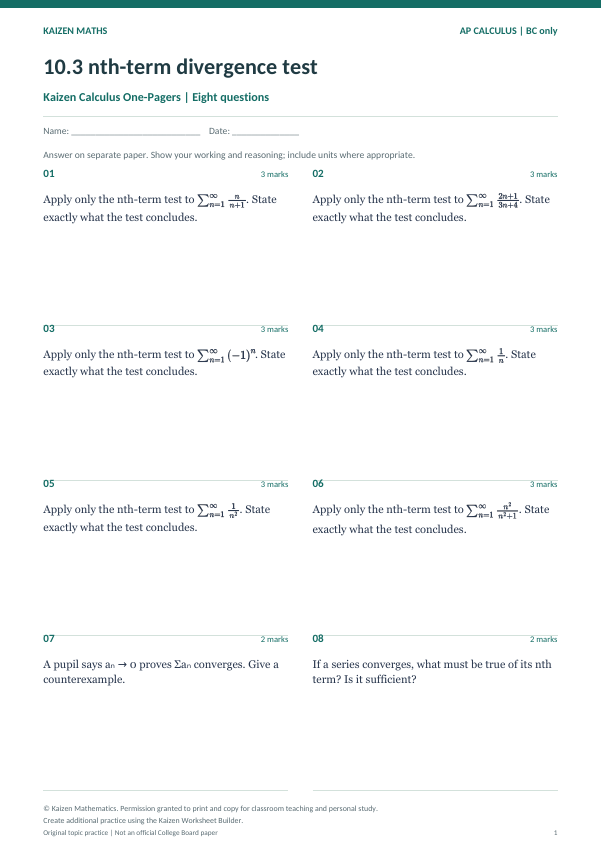 KAIZEN MATHS
AP CALCULUS | BC only
10.3 nth-term divergence test
Kaizen Calculus One-Pagers | Eight questions
Name: ____________________________ Date: ______________
Answer on separate paper. Show your working and reasoning; include units where appropriate.
01 3 marks
Apply only the nth-term test to ∑_{n=1}^{∞} n/(n+1). State
exactly what the test concludes.
02 3 marks
Apply only the nth-term test to ∑_{n=1}^{∞} (2n+1)/(3n+4). State
exactly what the test concludes.
03 3 marks
Apply only the nth-term test to ∑_{n=1}^{∞} (−1)^n. State
exactly what the test concludes.
04 3 marks
Apply only the nth-term test to ∑_{n=1}^{∞} 1/n. State
exactly what the test concludes.
05 3 marks
Apply only the nth-term test to ∑_{n=1}^{∞} 1/n². State
exactly what the test concludes.
06 3 marks
Apply only the nth-term test to ∑_{n=1}^{∞} n²/(n²+1). State
exactly what the test concludes.
07 2 marks
A pupil says aₙ → 0 proves Σaₙ converges. Give a
counterexample.
08 2 marks
If a series converges, what must be true of its nth
term? Is it sufficient?
© Kaizen Mathematics. Permission granted to print and copy for classroom teaching and personal study.
Create additional practice using the Kaizen Worksheet Builder.
Original topic practice | Not an official College Board paper
1